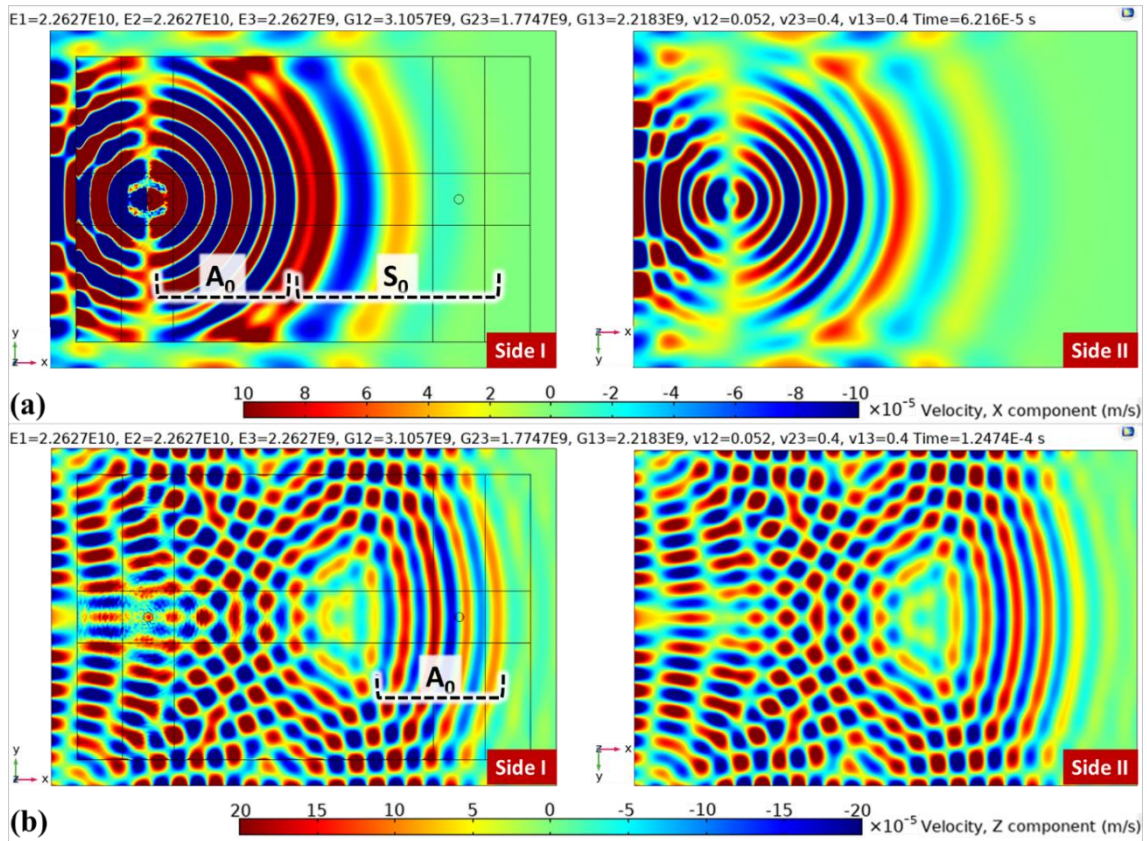 E1=2.2627E10, E2=2.2627E10, E3=2.2627E9, G12=3.1057E9, G23=1.7747E9, G13=2.2183E9, v12=0.052, v23=0.4, v13=0.4 Time=6.216E-5 s
A₀
S₀
y
z x
Side I
z x
y
Side II
(a)
10 8 6 4 2 0 -2 -4 -6 -8 -10 ×10⁻⁵ Velocity, X component (m/s)
E1=2.2627E10, E2=2.2627E10, E3=2.2627E9, G12=3.1057E9, G23=1.7747E9, G13=2.2183E9, v12=0.052, v23=0.4, v13=0.4 Time=1.2474E-4 s
A₀
y
z x
Side I
z x
y
Side II
(b)
20 15 10 5 0 -5 -10 -15 -20 ×10⁻⁵ Velocity, Z component (m/s)